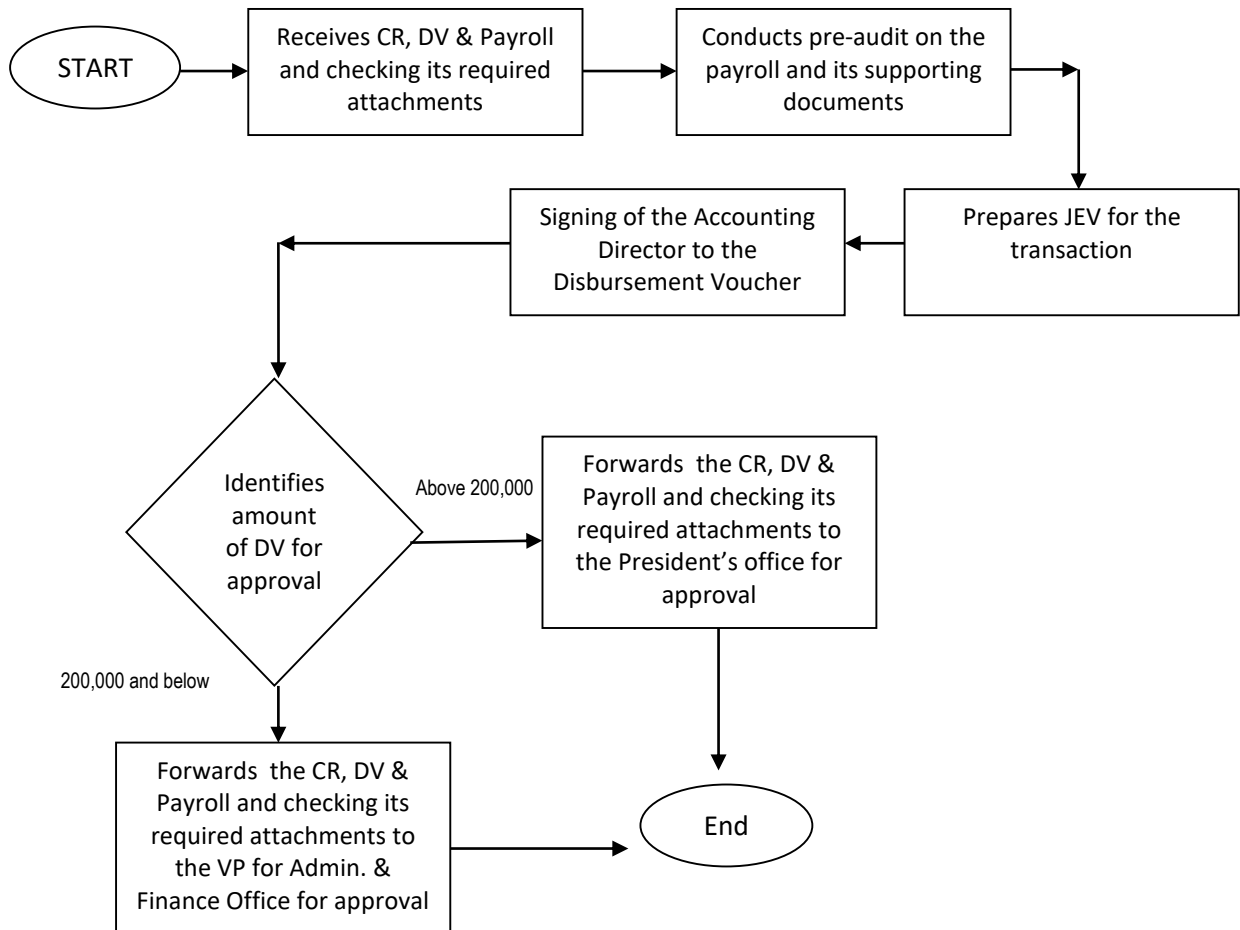 START
Receives CR, DV & Payroll
and checking its required
attachments
Conducts pre-audit on the
payroll and its supporting
documents
Prepares JEV for the
transaction
Signing of the Accounting
Director to the
Disbursement Voucher
Identifies
amount
of DV for
approval
Above 200,000
Forwards the CR, DV &
Payroll and checking its
required attachments to
the President’s office for
approval
200,000 and below
Forwards the CR, DV &
Payroll and checking its
required attachments to
the VP for Admin. &
Finance Office for approval
End